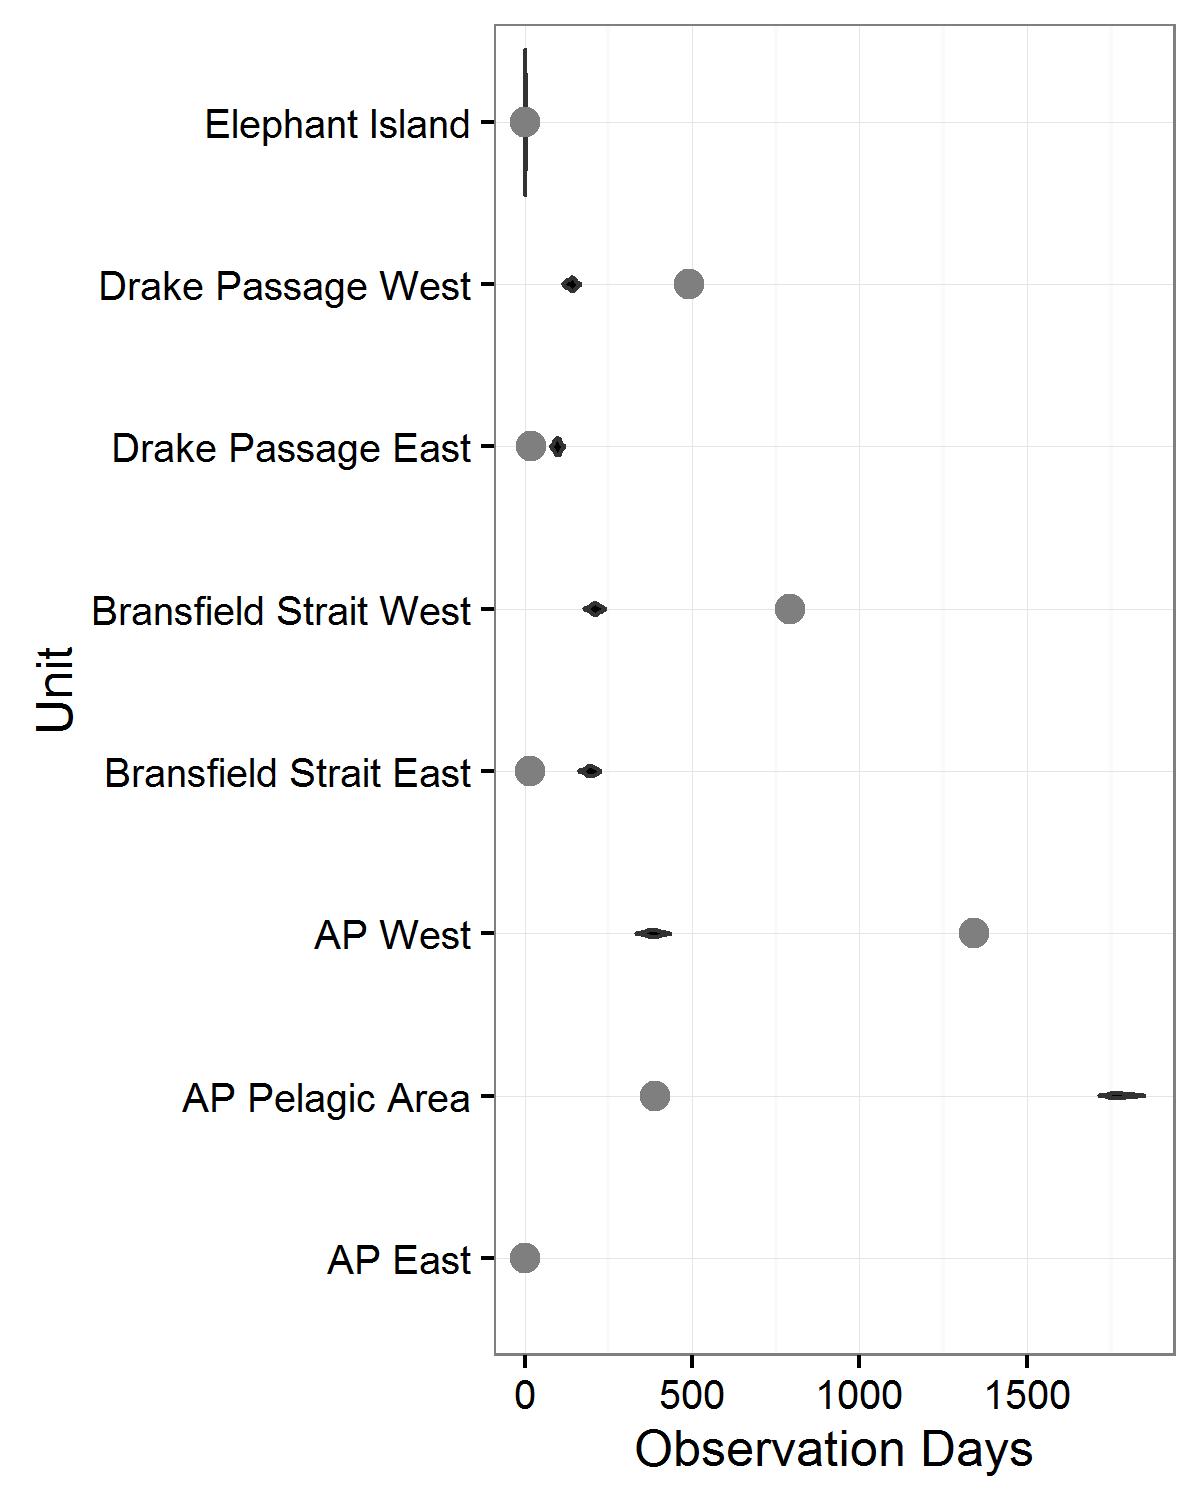 Elephant Island
Drake Passage West
Drake Passage East
Bransfield Strait West
Bransfield Strait East
AP West
AP Pelagic Area
AP East
Unit
0 500 1000 1500
Observation Days